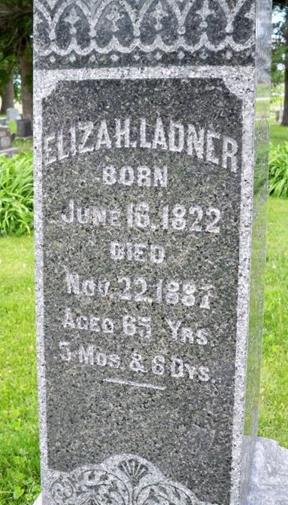 ELIZA H. LADNER
BORN
JUNE 16, 1822
DIED
NOV. 22, 1887
AGED 65 YRS
5 MOS. & 6 DYS.